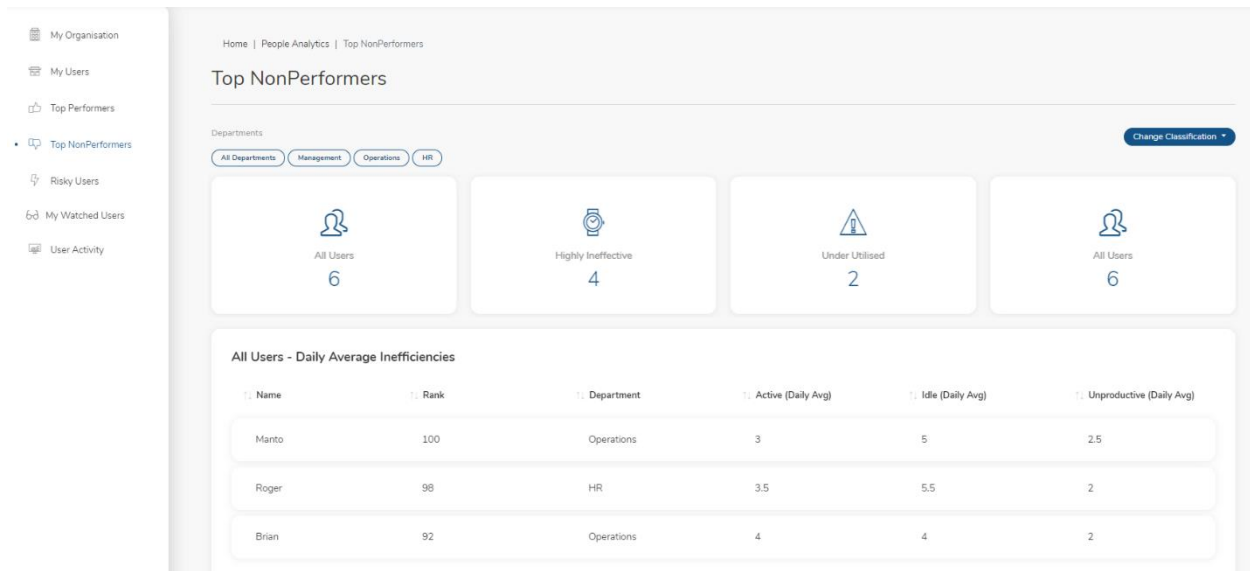 My Organisation
My Users
Top Performers
Top NonPerformers
Risky Users
My Watched Users
User Activity
Home | People Analytics | Top NonPerformers
Top NonPerformers
Departments
All Departments Management Operations HR
Change Classification
All Users
6
Highly Ineffective
4
Under Utilised
2
All Users
6
All Users - Daily Average Inefficiencies
Name Rank Department Active (Daily Avg) Idle (Daily Avg) Unproductive (Daily Avg)
Manto 100 Operations 3 5 2.5
Roger 98 HR 3.5 5.5 2
Brian 92 Operations 4 4 2